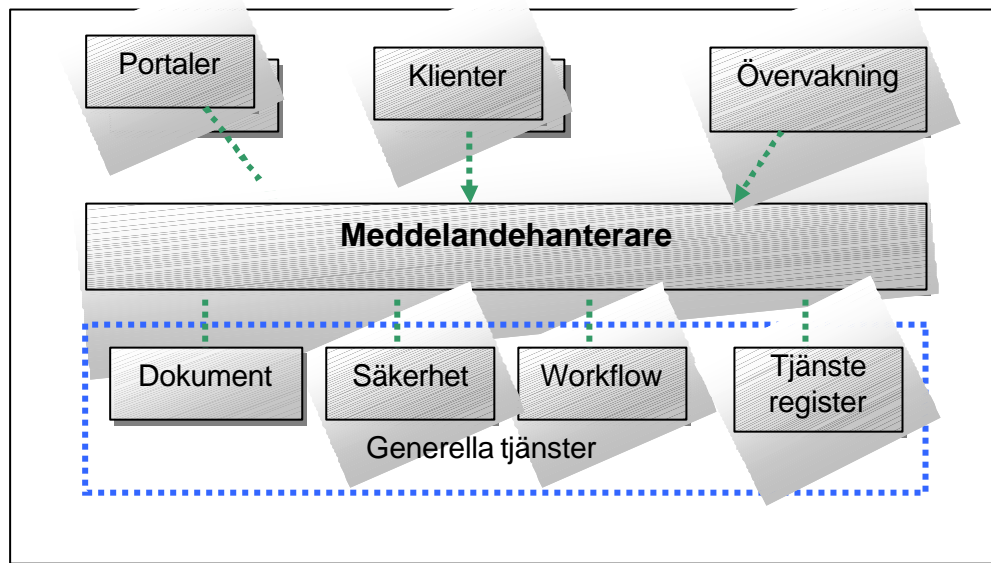 Portaler
Klienter
Övervakning
Meddelandehanterare
Dokument
Säkerhet
Workflow
Tjänste
register
Generella tjänster